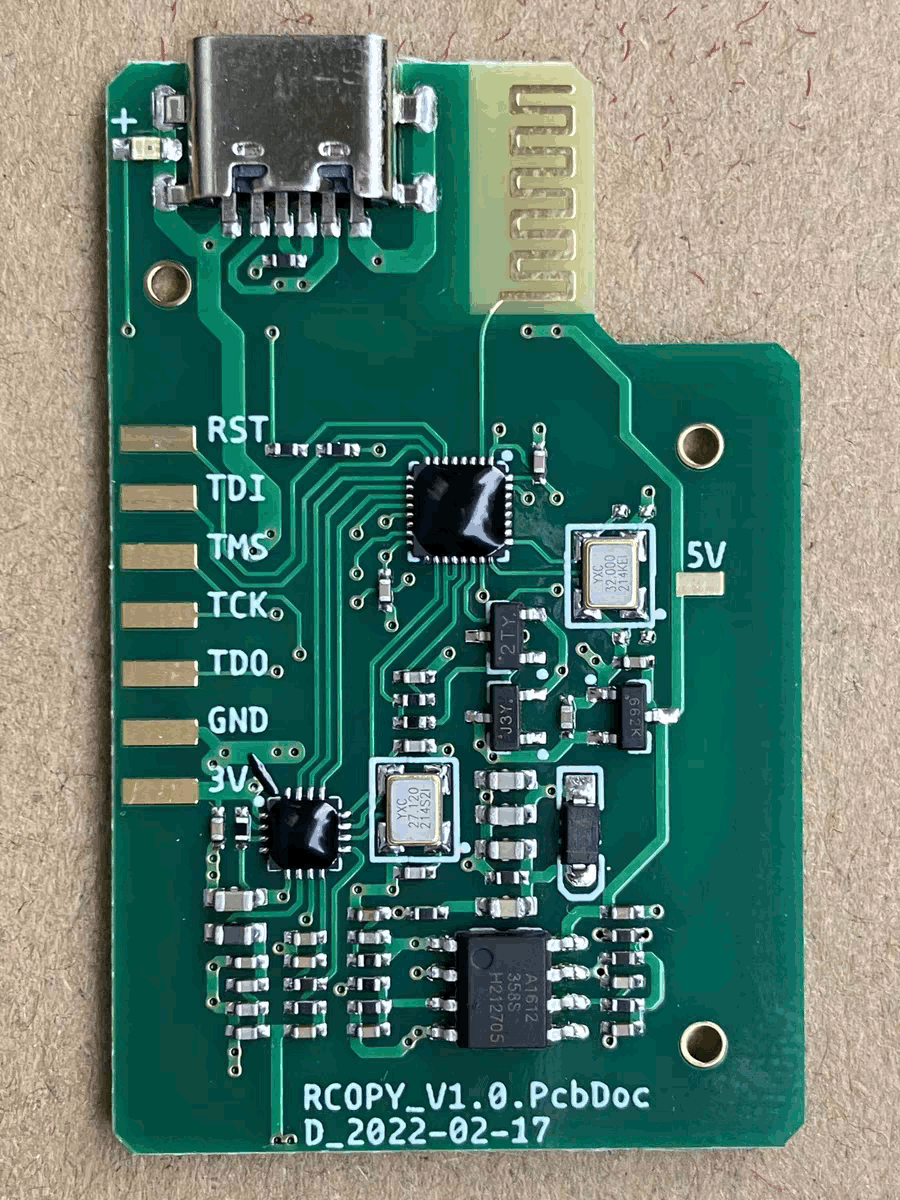 +
RST
TDI
TMS
5V
YXC
32.000
214KEI
TCK
2TY
TDO
J3Y.
662K
GND
3V
YXC
27.120
214S2I
A1612
358S
H212705
RCOPY_V1.0.PcbDoc
D_2022-02-17